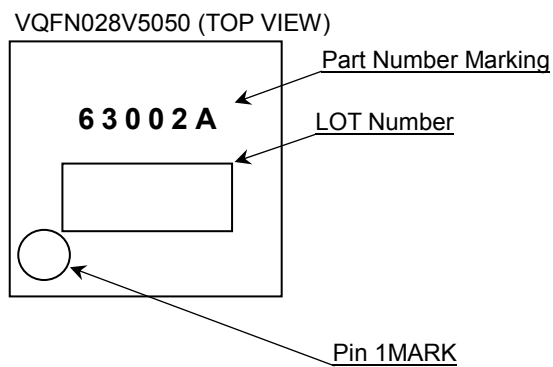 VQFN028V5050 (TOP VIEW)
Part Number Marking
63002A
LOT Number
Pin 1MARK